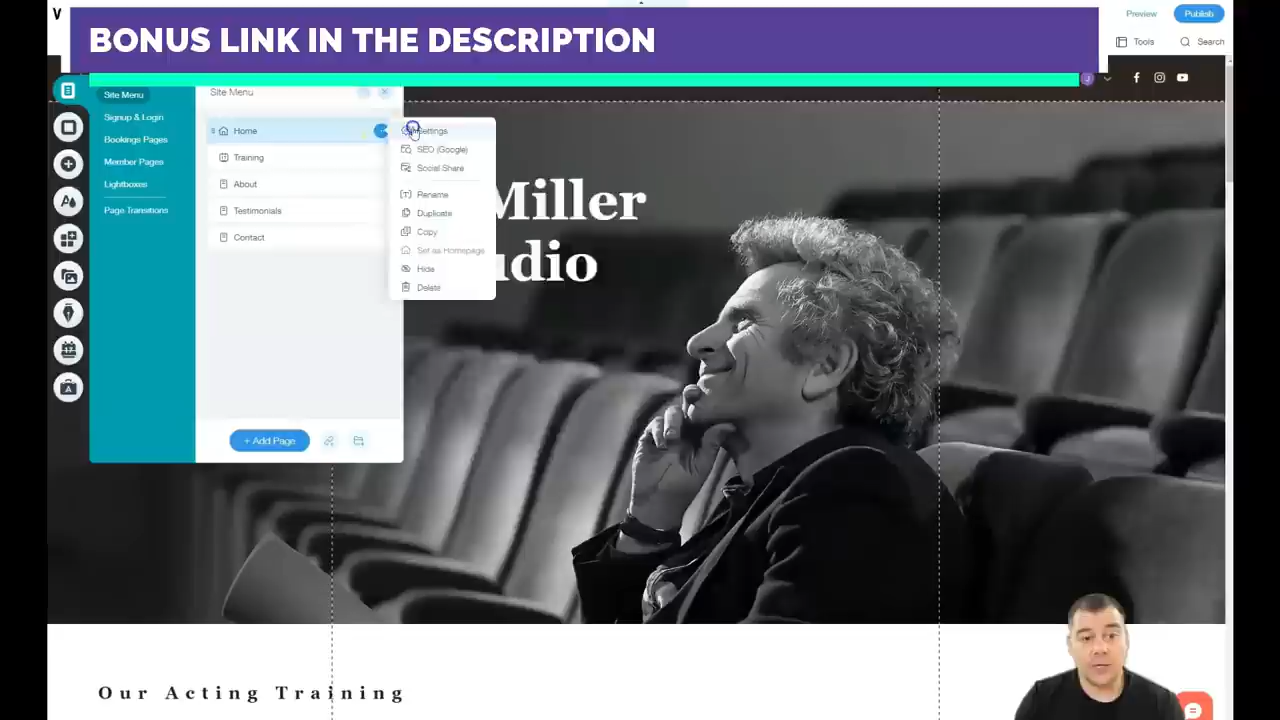 BONUS LINK IN THE DESCRIPTION
Preview
Publish
Tools
Search
Site Menu
Signup & Login
Bookings Pages
Member Pages
Lightboxes
Page Transitions
Site Menu
Home
Training
About
Testimonials
Contact
+ Add Page
Settings
SEO (Google)
Social Share
Rename
Duplicate
Copy
Set as Homepage
Hide
Delete
Miller
udio
Our Acting Training